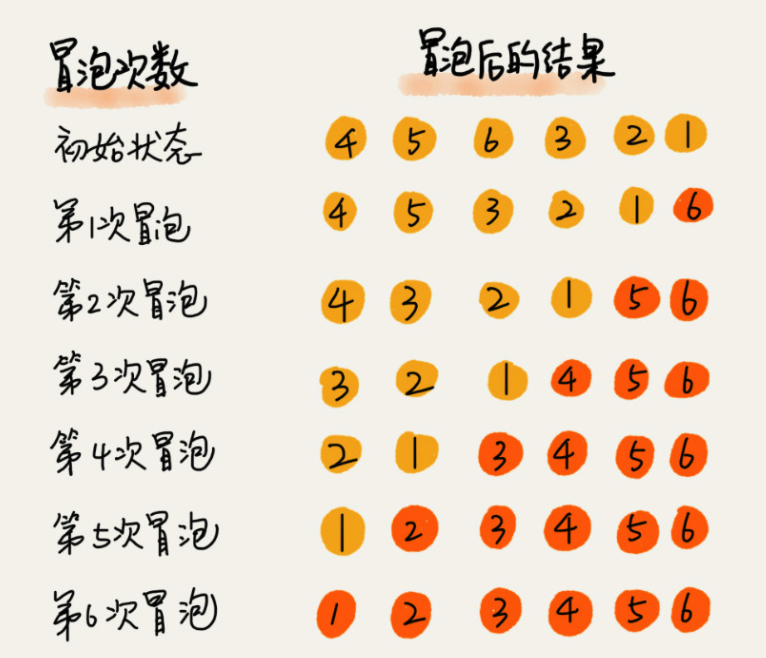 冒泡次数 冒泡后的结果
初始状态 4 5 6 3 2 1
第1次冒泡 4 5 3 2 1 6
第2次冒泡 4 3 2 1 5 6
第3次冒泡 3 2 1 4 5 6
第4次冒泡 2 1 3 4 5 6
第5次冒泡 1 2 3 4 5 6
第6次冒泡 1 2 3 4 5 6